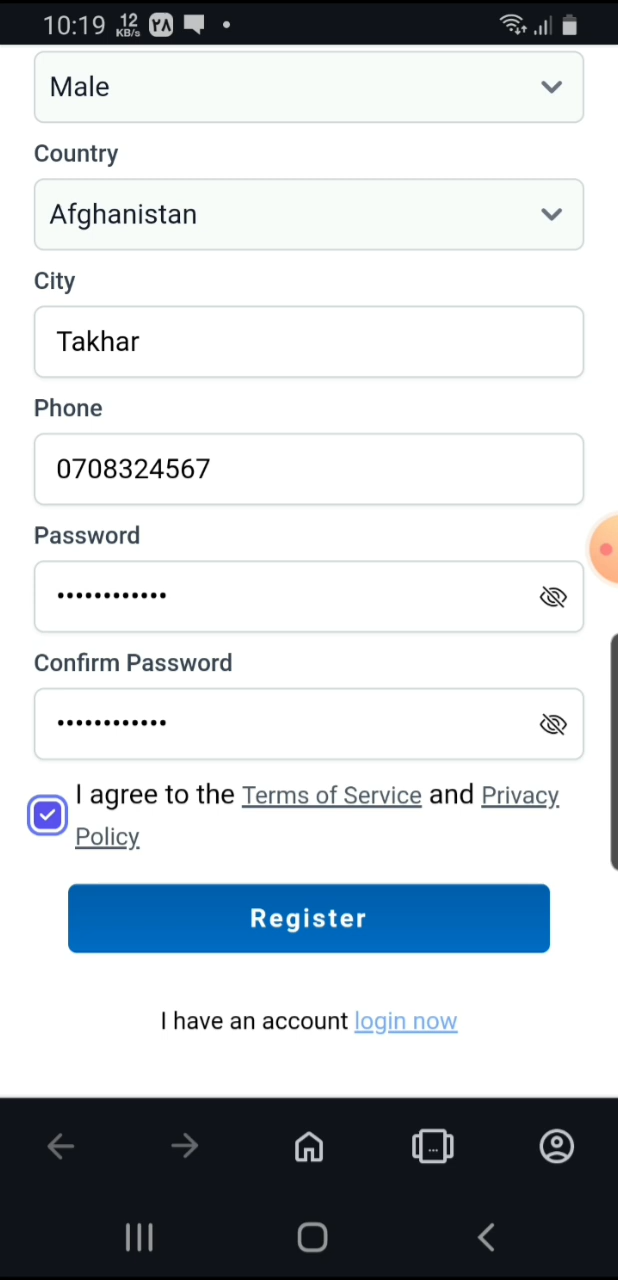 10:19 12 KB/s ۲۸
Male
Country
Afghanistan
City
Takhar
Phone
0708324567
Password
••••••••••••
Confirm Password
••••••••••••
I agree to the Terms of Service and Privacy
Policy
Register
I have an account login now